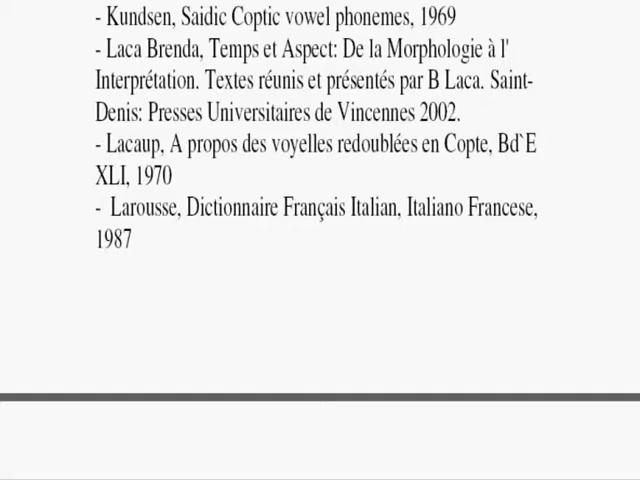 - Kundsen, Saidic Coptic vowel phonemes, 1969
- Laca Brenda, Temps et Aspect: De la Morphologie à l'
Interprétation. Textes réunis et présentés par B Laca. Saint-
Denis: Presses Universitaires de Vincennes 2002.
- Lacaup, A propos des voyelles redoublées en Copte, Bd`E
XLI, 1970
-  Larousse, Dictionnaire Français Italian, Italiano Francese,
1987